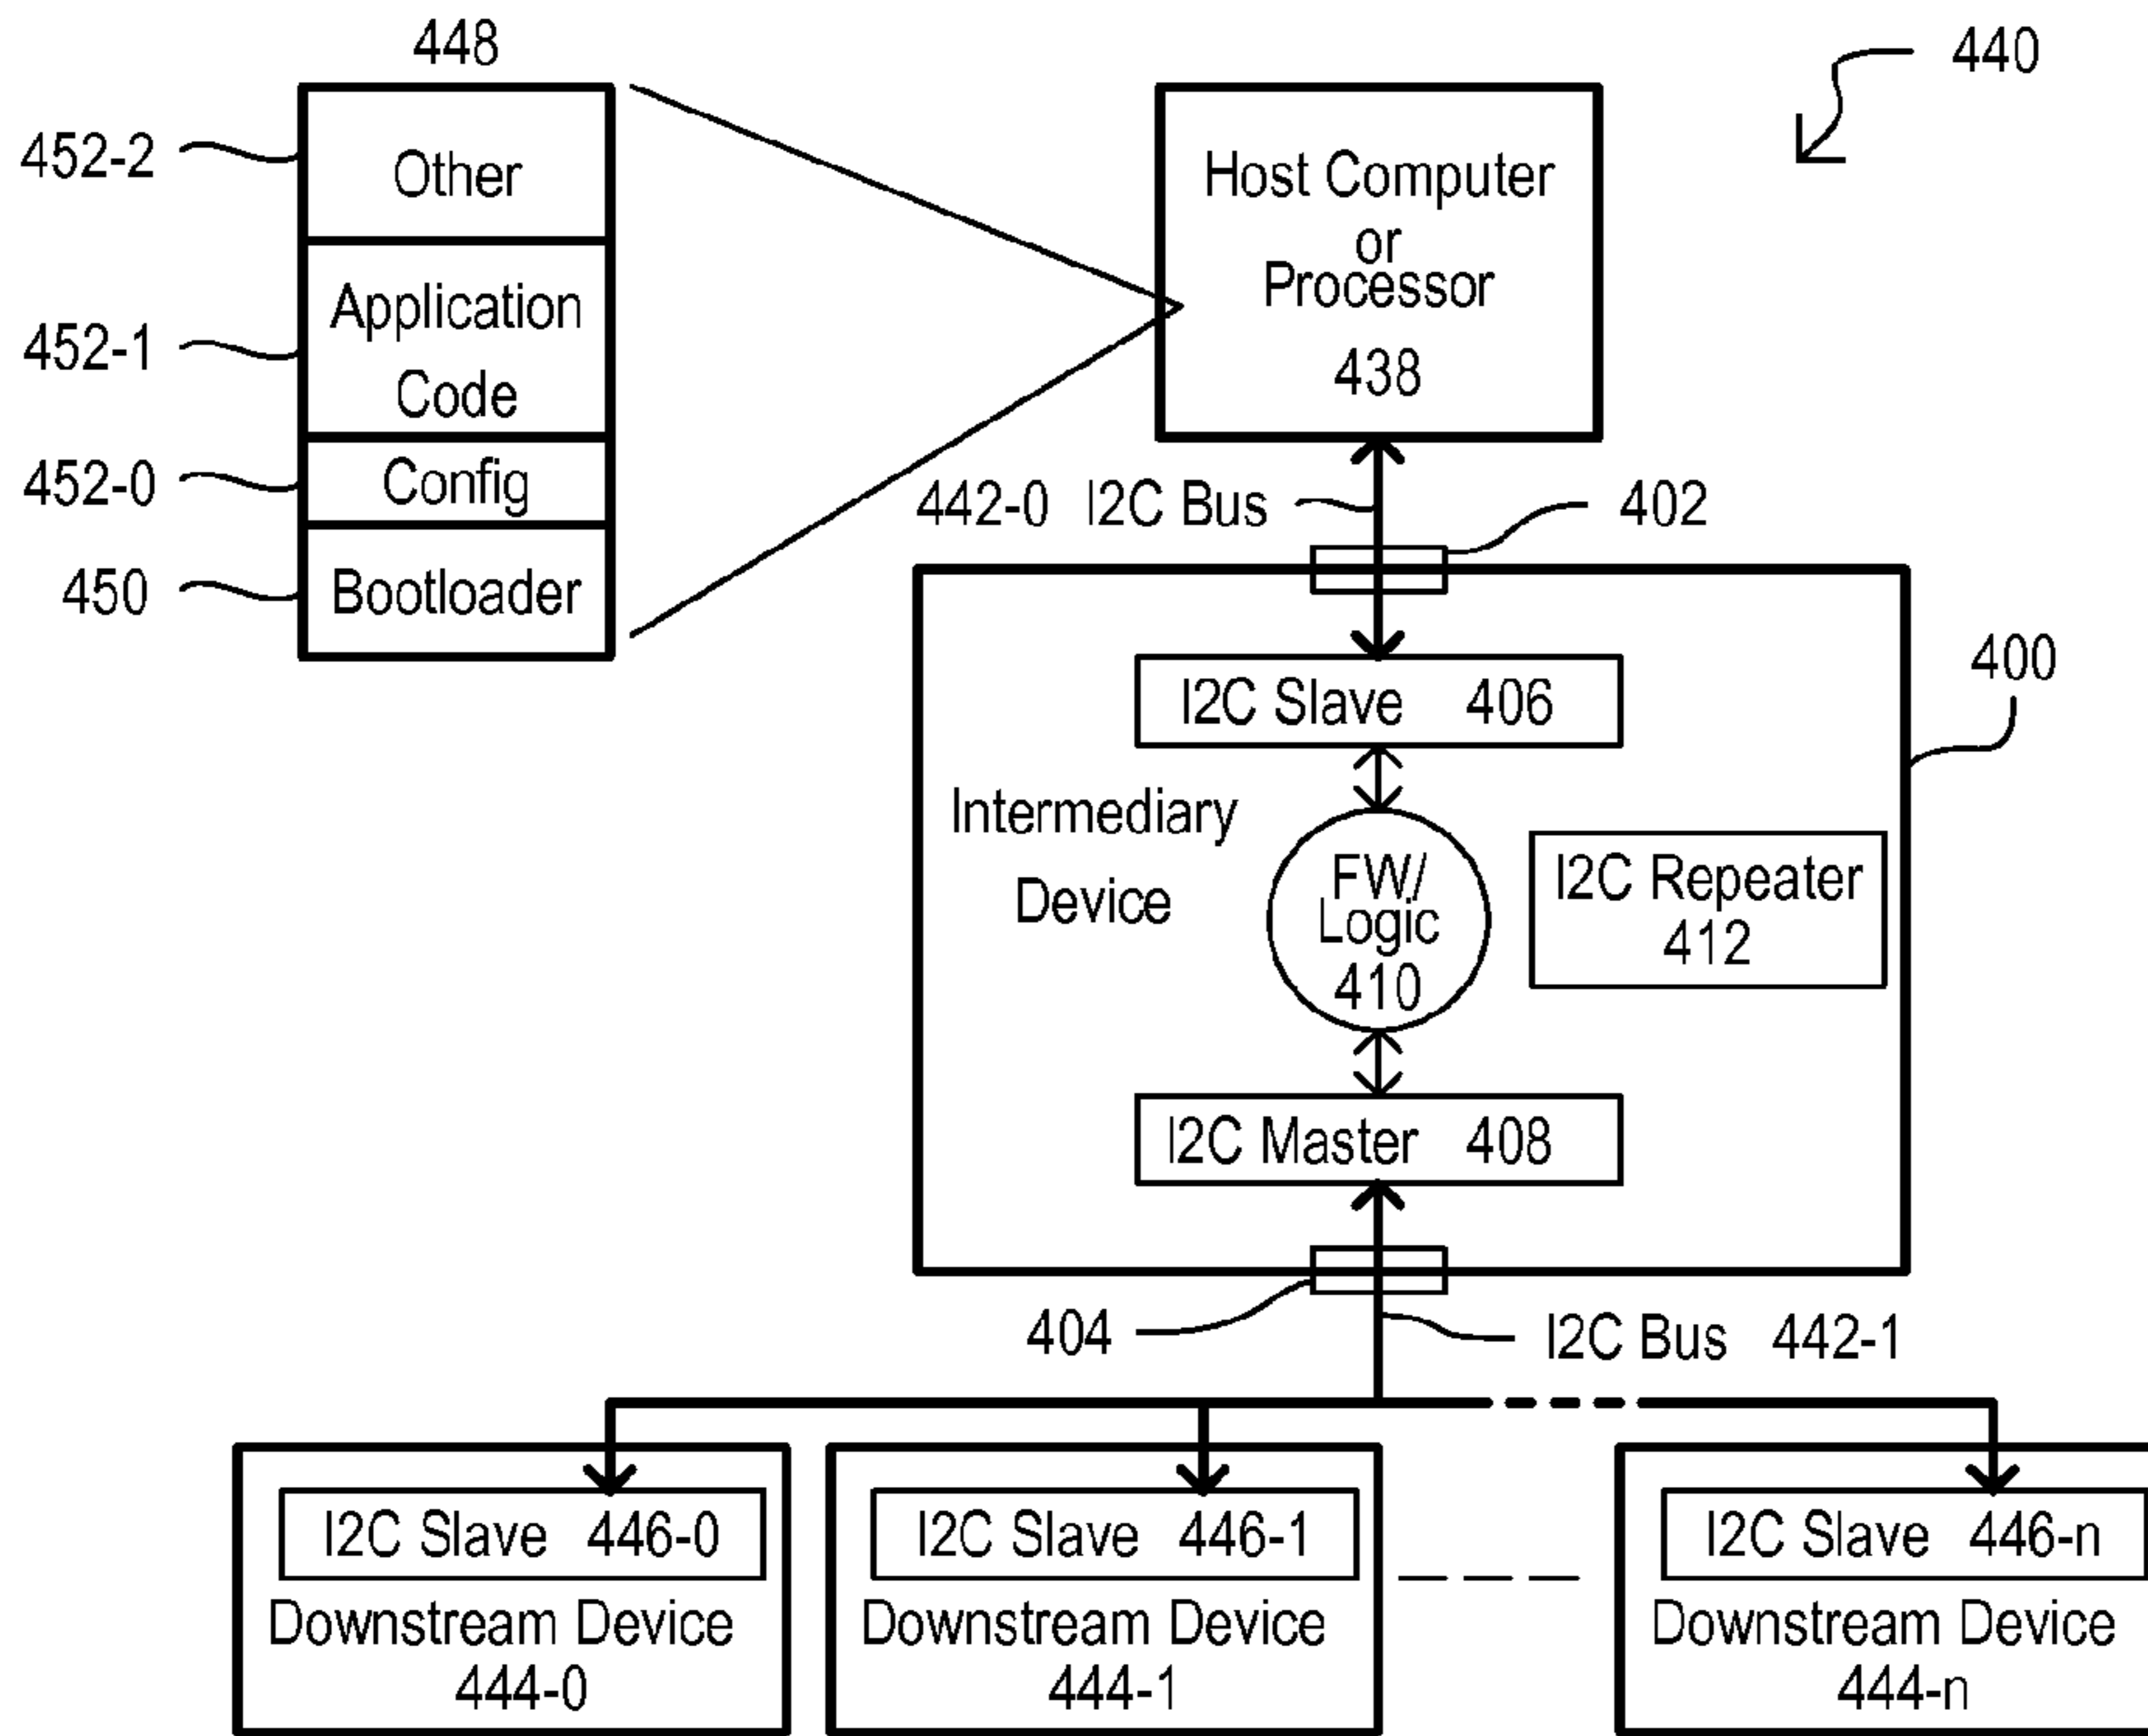 448
452-2
Other
452-1
Application
Code
452-0
Config
450
Bootloader
440
Host Computer
or
Processor
438
442-0 I2C Bus
402
400
I2C Slave 406
Intermediary
Device
FW/
Logic
410
I2C Repeater
412
I2C Master 408
404
I2C Bus 442-1
I2C Slave 446-0
Downstream Device
444-0
I2C Slave 446-1
Downstream Device
444-1
I2C Slave 446-n
Downstream Device
444-n